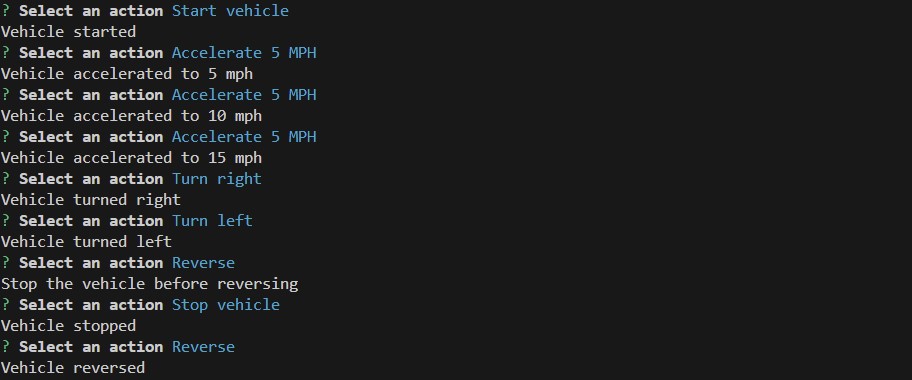 ? Select an action Start vehicle
Vehicle started
? Select an action Accelerate 5 MPH
Vehicle accelerated to 5 mph
? Select an action Accelerate 5 MPH
Vehicle accelerated to 10 mph
? Select an action Accelerate 5 MPH
Vehicle accelerated to 15 mph
? Select an action Turn right
Vehicle turned right
? Select an action Turn left
Vehicle turned left
? Select an action Reverse
Stop the vehicle before reversing
? Select an action Stop vehicle
Vehicle stopped
? Select an action Reverse
Vehicle reversed